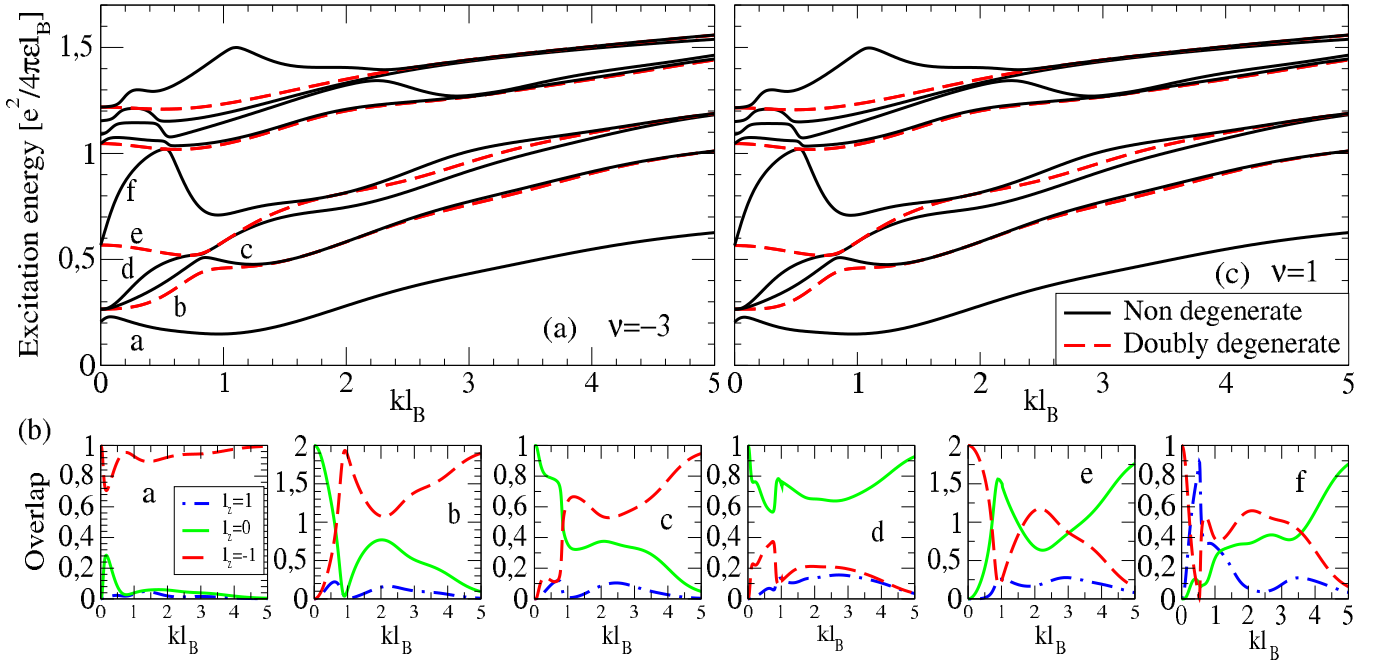 Excitation energy [e²/4πεl_B]
1,5
1
0,5
0
f
e
d
c
b
a
(a) ν=−3
0 1 2 3 4 5
kl_B
(c) ν=1
Non degenerate
Doubly degenerate
0 1 2 3 4 5
kl_B
(b)
Overlap
1
0,8
0,6
0,4
0,2
0
a
l_z=1
l_z=0
l_z=-1
0 1 2 3 4 5
kl_B
2
1,5
1
0,5
0
b
0 1 2 3 4 5
kl_B
1
0,8
0,6
0,4
0,2
0
c
0 1 2 3 4 5
kl_B
1
0,8
0,6
0,4
0,2
0
d
0 1 2 3 4 5
kl_B
2
1,5
1
0,5
0
e
0 1 2 3 4 5
kl_B
1
0,8
0,6
0,4
0,2
0
f
0 1 2 3 4 5
kl_B